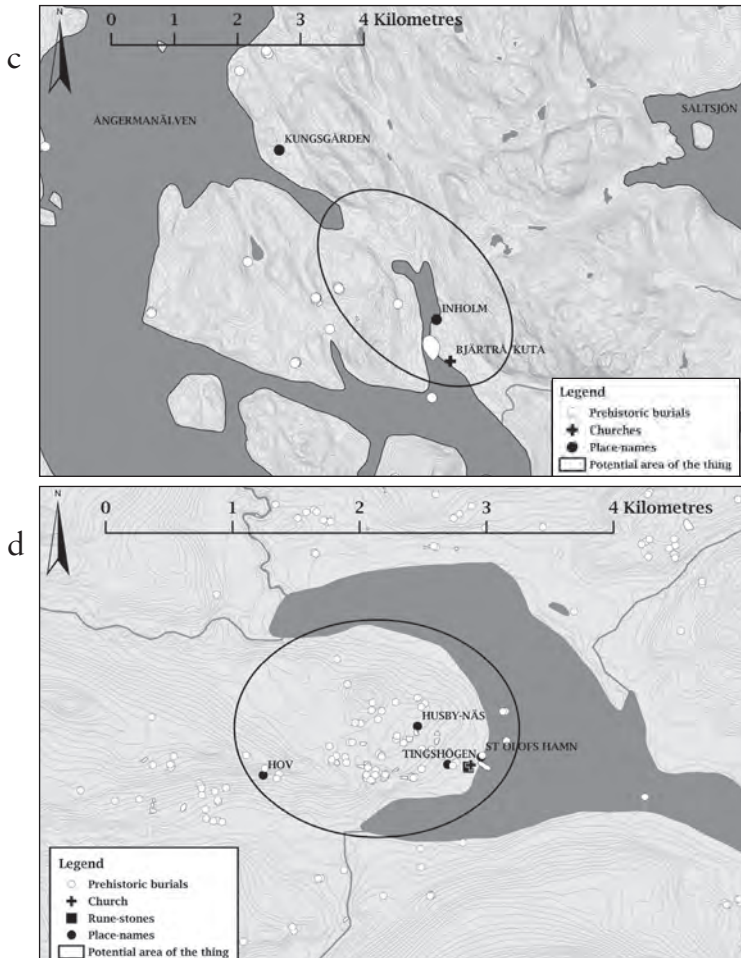 c
N
0 1 2 3 4 Kilometres
ÅNGERMANÄLVEN
SALTSJÖN
KUNGSGÅRDEN
INHOLM
BJÄRTRÅ/KUTA
Legend
Prehistoric burials
Churches
Place-names
Potential area of the thing
d
N
0 1 2 3 4 Kilometres
HUSBY-NÄS
TINGSHÖGEN
ST OLOFS HAMN
HOV
Legend
Prehistoric burials
Church
Rune-stones
Place-names
Potential area of the thing